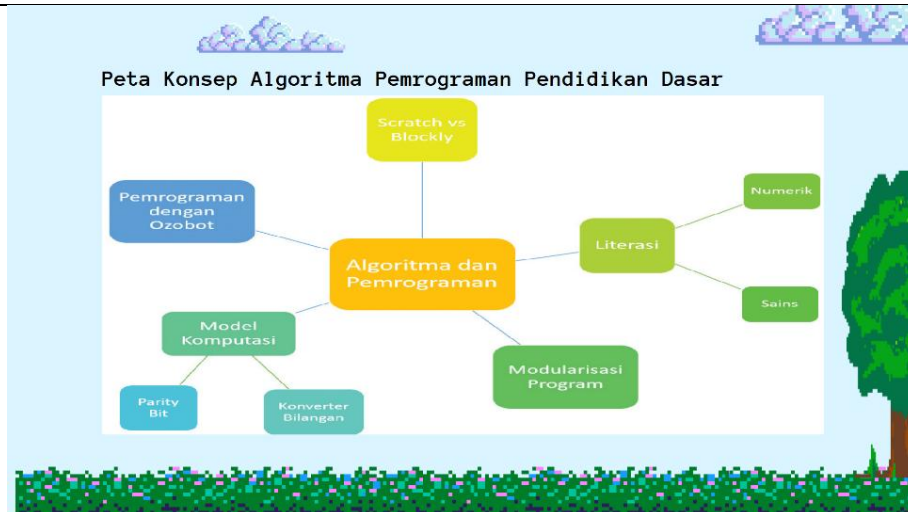 Peta Konsep Algoritma Pemrograman Pendidikan Dasar
Scratch vs
Blockly
Pemrograman
dengan
Ozobot
Numerik
Literasi
Algoritma dan
Pemrograman
Sains
Model
Komputasi
Modularisasi
Program
Parity
Bit
Konverter
Bilangan